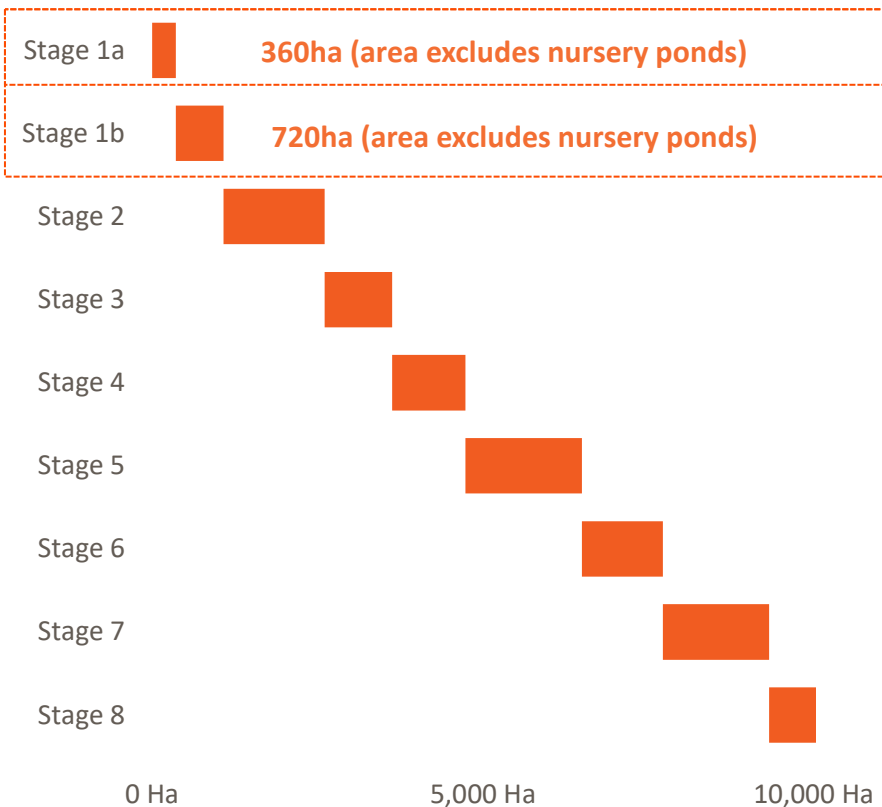 Stage 1a 360ha (area excludes nursery ponds)
Stage 1b 720ha (area excludes nursery ponds)
Stage 2
Stage 3
Stage 4
Stage 5
Stage 6
Stage 7
Stage 8
0 Ha 5,000 Ha 10,000 Ha